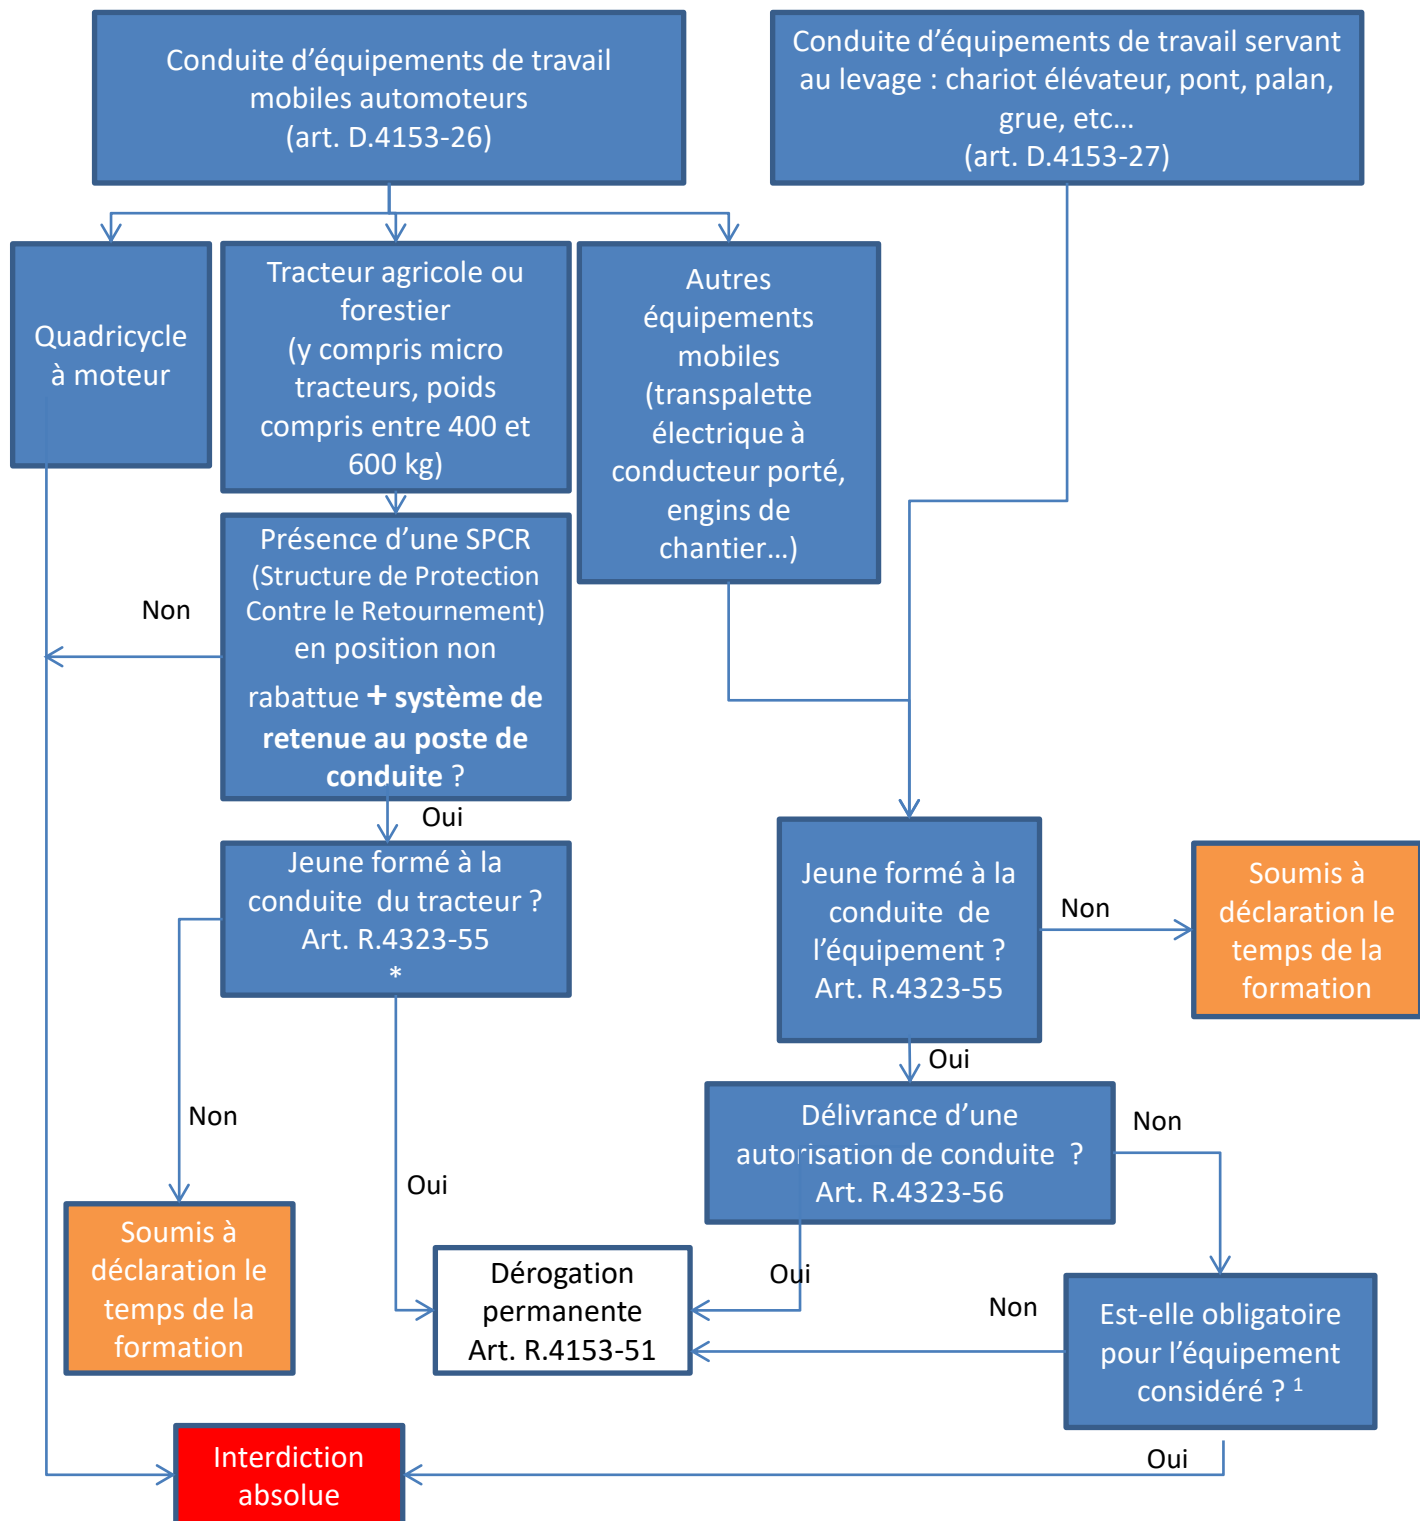 Conduite d’équipements de travail
mobiles automoteurs
(art. D.4153-26)
Conduite d’équipements de travail servant
au levage : chariot élévateur, pont, palan,
grue, etc…
(art. D.4153-27)
Quadricycle
à moteur
Tracteur agricole ou
forestier
(y compris micro
tracteurs, poids
compris entre 400 et
600 kg)
Autres
équipements
mobiles
(transpalette
électrique à
conducteur porté,
engins de
chantier…)
Présence d’une SPCR
(Structure de Protection
Contre le Retournement)
en position non
rabattue + système de
retenue au poste de
conduite ?
Non
Oui
Jeune formé à la
conduite du tracteur ?
Art. R.4323-55
*
Jeune formé à la
conduite de
l’équipement ?
Art. R.4323-55
Non
Soumis à
déclaration le
temps de la
formation
Oui
Délivrance d’une
autorisation de conduite ?
Art. R.4323-56
Non
Non
Oui
Soumis à
déclaration le
temps de la
formation
Dérogation
permanente
Art. R.4153-51
Oui
Non
Est-elle obligatoire
pour l’équipement
considéré ? 1
Oui
Interdiction
absolue